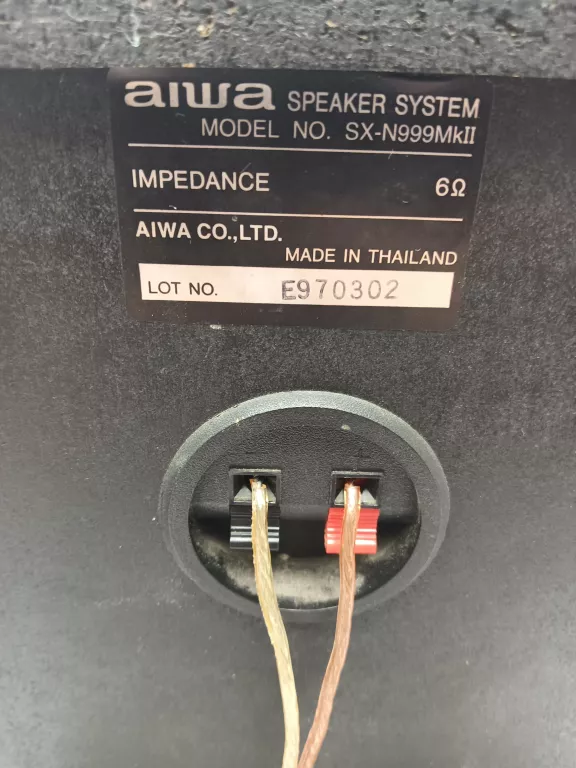 aiwa SPEAKER SYSTEM
MODEL NO. SX-N999MkII
IMPEDANCE 6Ω
AIWA CO.,LTD.
MADE IN THAILAND
LOT NO. E970302